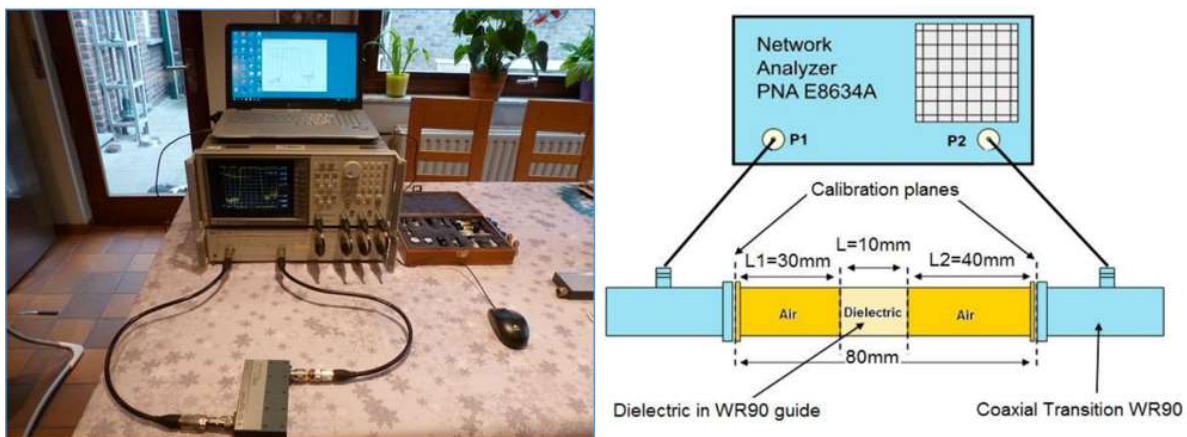 Network
Analyzer
PNA E8634A
P1
P2
Calibration planes
L=10mm
L1=30mm
L2=40mm
Air
Dielectric
Air
80mm
Dielectric in WR90 guide
Coaxial Transition WR90